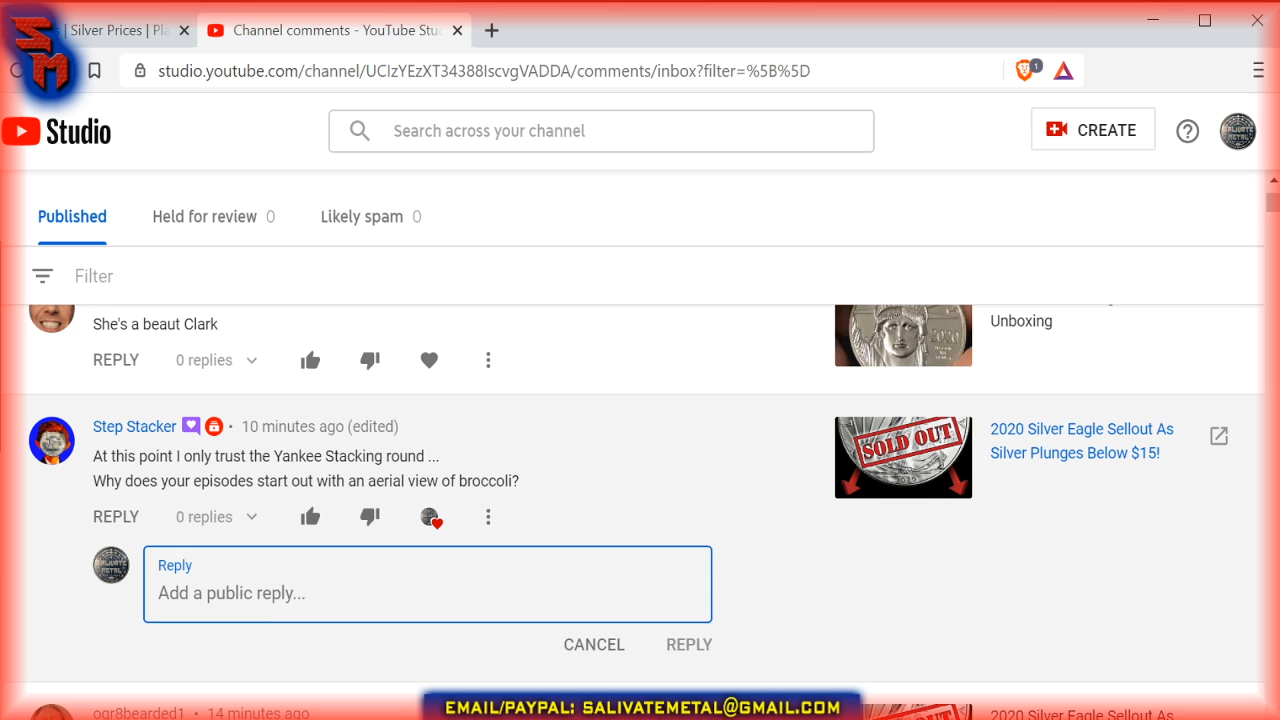 SM
| Silver Prices | Pla
Channel comments - YouTube Stu
studio.youtube.com/channel/UCIzYEzXT34388IscvgVADDA/comments/inbox?filter=%5B%5D
1
Studio
Search across your channel
CREATE
Published
Held for review 0
Likely spam 0
Filter
She's a beaut Clark
Unboxing
2020
REPLY
0 replies
Step Stacker
10 minutes ago (edited)
At this point I only trust the Yankee Stacking round ...
Why does your episodes start out with an aerial view of broccoli?
SOLD OUT
2020 Silver Eagle Sellout As
Silver Plunges Below $15!
REPLY
0 replies
Reply
Add a public reply...
CANCEL
REPLY
ogr8bearded1
14 minutes ago
2020 Silver Eagle Sellout As
EMAIL/PAYPAL: SALIVATEMETAL@GMAIL.COM